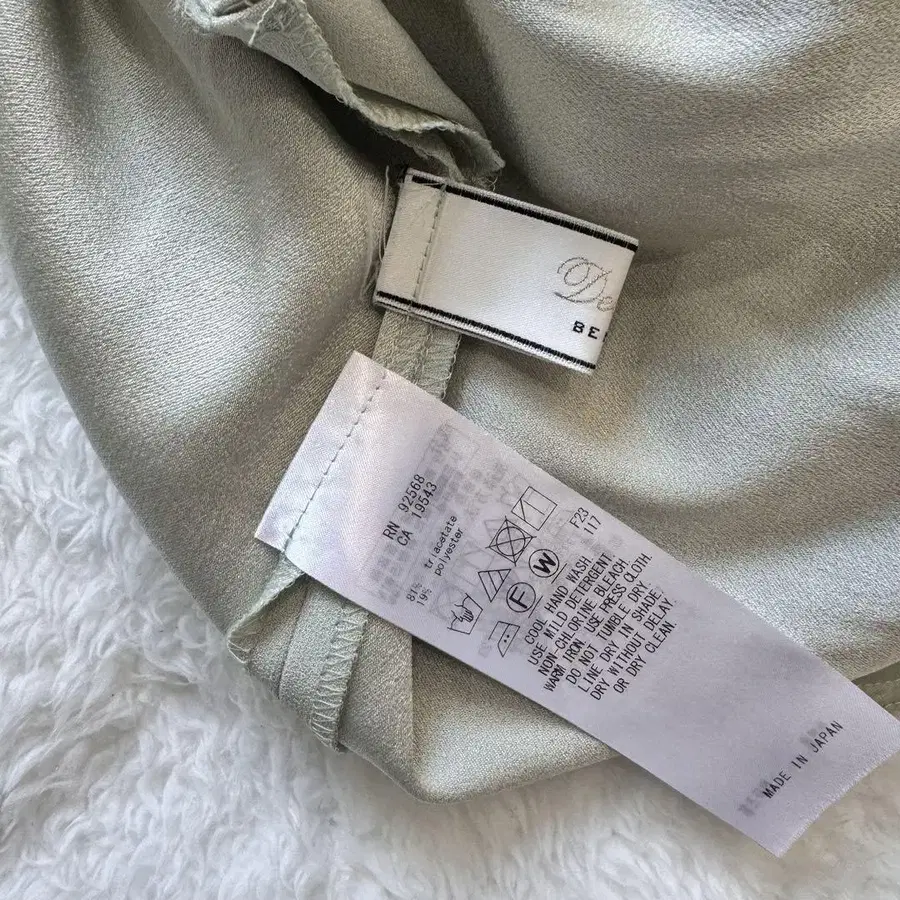 De
BE
RN 92568
CA 19543
81% triacetate
19% polyester
F23
117
F
W
COOL HAND WASH.
USE MILD DETERGENT.
NON-CHLORINE BLEACH.
WARM IRON. USE PRESS CLOTH.
DO NOT TUMBLE DRY.
LINE DRY IN SHADE.
DRY WITHOUT DELAY.
OR DRY CLEAN.
MADE IN JAPAN